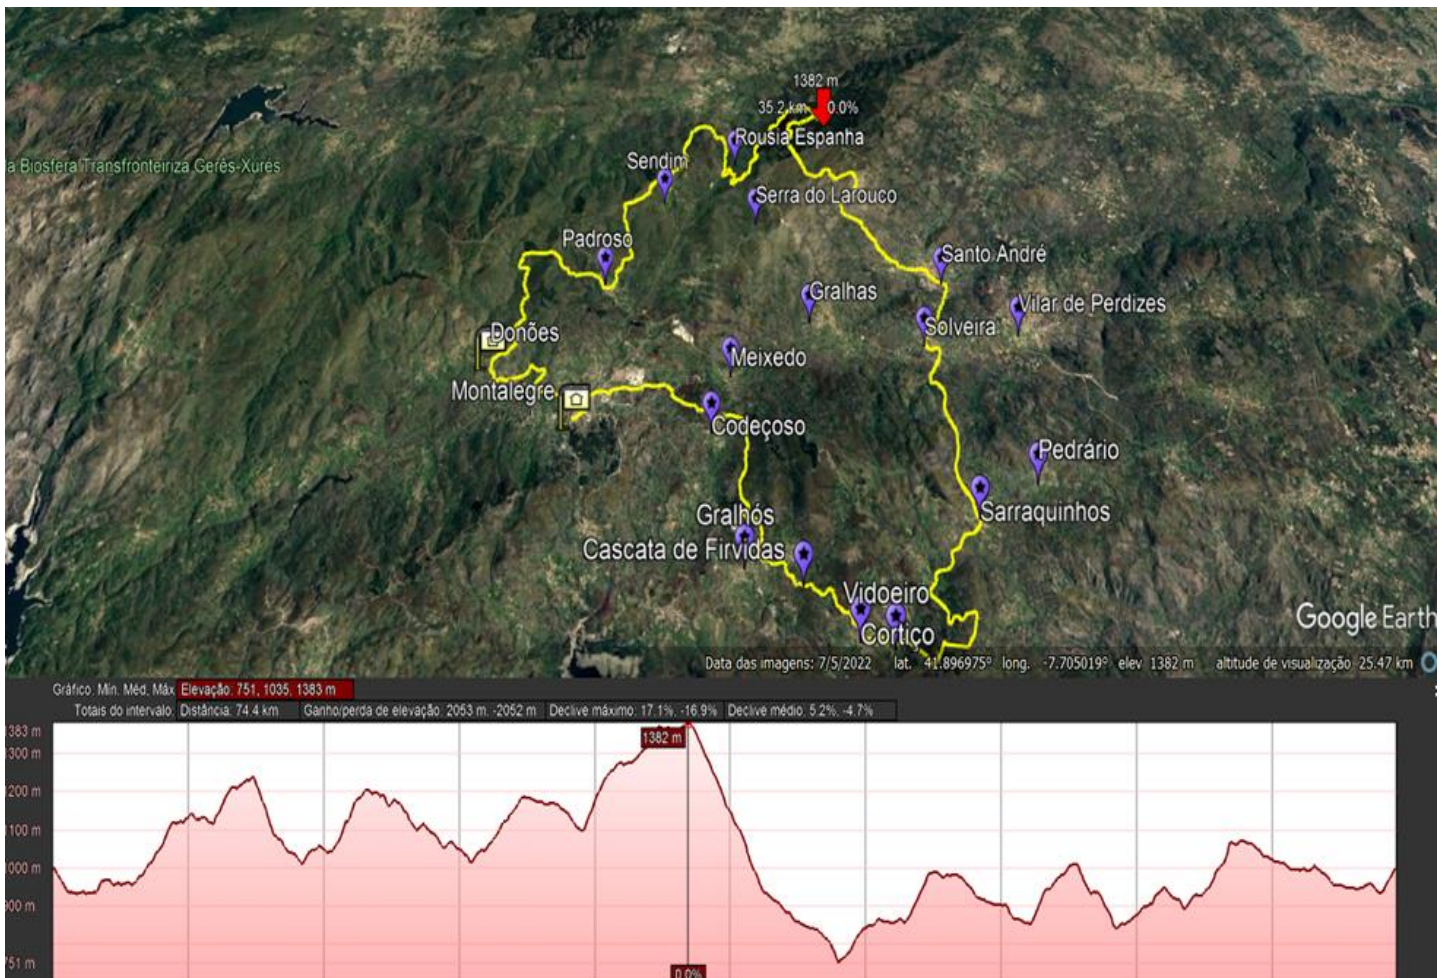 1382 m
35.2 km 0.0%
Rousia Espanha
a Biosfera Transfronteiriza Gerês-Xurés
Sendim
Serra do Larouco
Padroso
Santo André
Gralhas
Vilar de Perdizes
Solveira
Donões
Meixedo
Montalegre
Codeçoso
Pedrário
Sarraquinhos
Gralhós
Cascata de Firvidas
Vidoeiro
Cortiço
Google Earth
Data das imagens: 7/5/2022 lat. 41.896975° long. -7.705019° elev 1382 m altitude de visualização 25.47 km
Gráfico: Mín. Méd, Máx Elevação: 751, 1035, 1383 m
Totais do intervalo: Distância: 74.4 km Ganho/perda de elevação: 2053 m, -2052 m Declive máximo: 17.1%, -16.9% Declive médio: 5.2%, -4.7%
1383 m
1382 m
1300 m
1200 m
1100 m
1000 m
900 m
751 m
0.0%